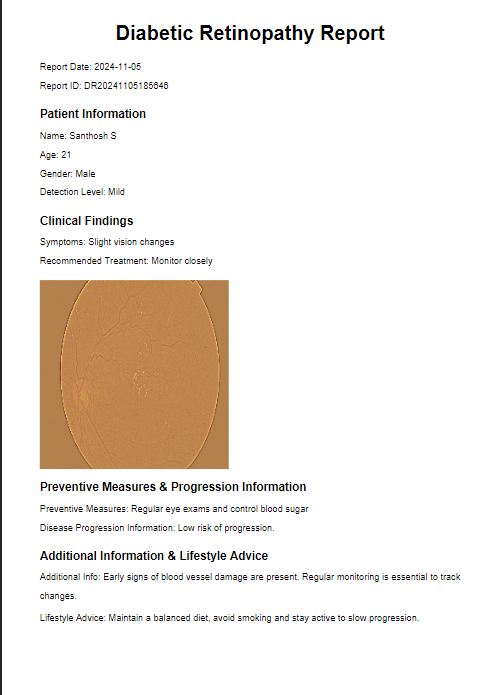 Diabetic Retinopathy Report
Report Date: 2024-11-05
Report ID: DR20241105185646
Patient Information
Name: Santhosh S
Age: 21
Gender: Male
Detection Level: Mild
Clinical Findings
Symptoms: Slight vision changes
Recommended Treatment: Monitor closely
Preventive Measures & Progression Information
Preventive Measures: Regular eye exams and control blood sugar
Disease Progression Information: Low risk of progression.
Additional Information & Lifestyle Advice
Additional Info: Early signs of blood vessel damage are present. Regular monitoring is essential to track
changes.
Lifestyle Advice: Maintain a balanced diet, avoid smoking and stay active to slow progression.